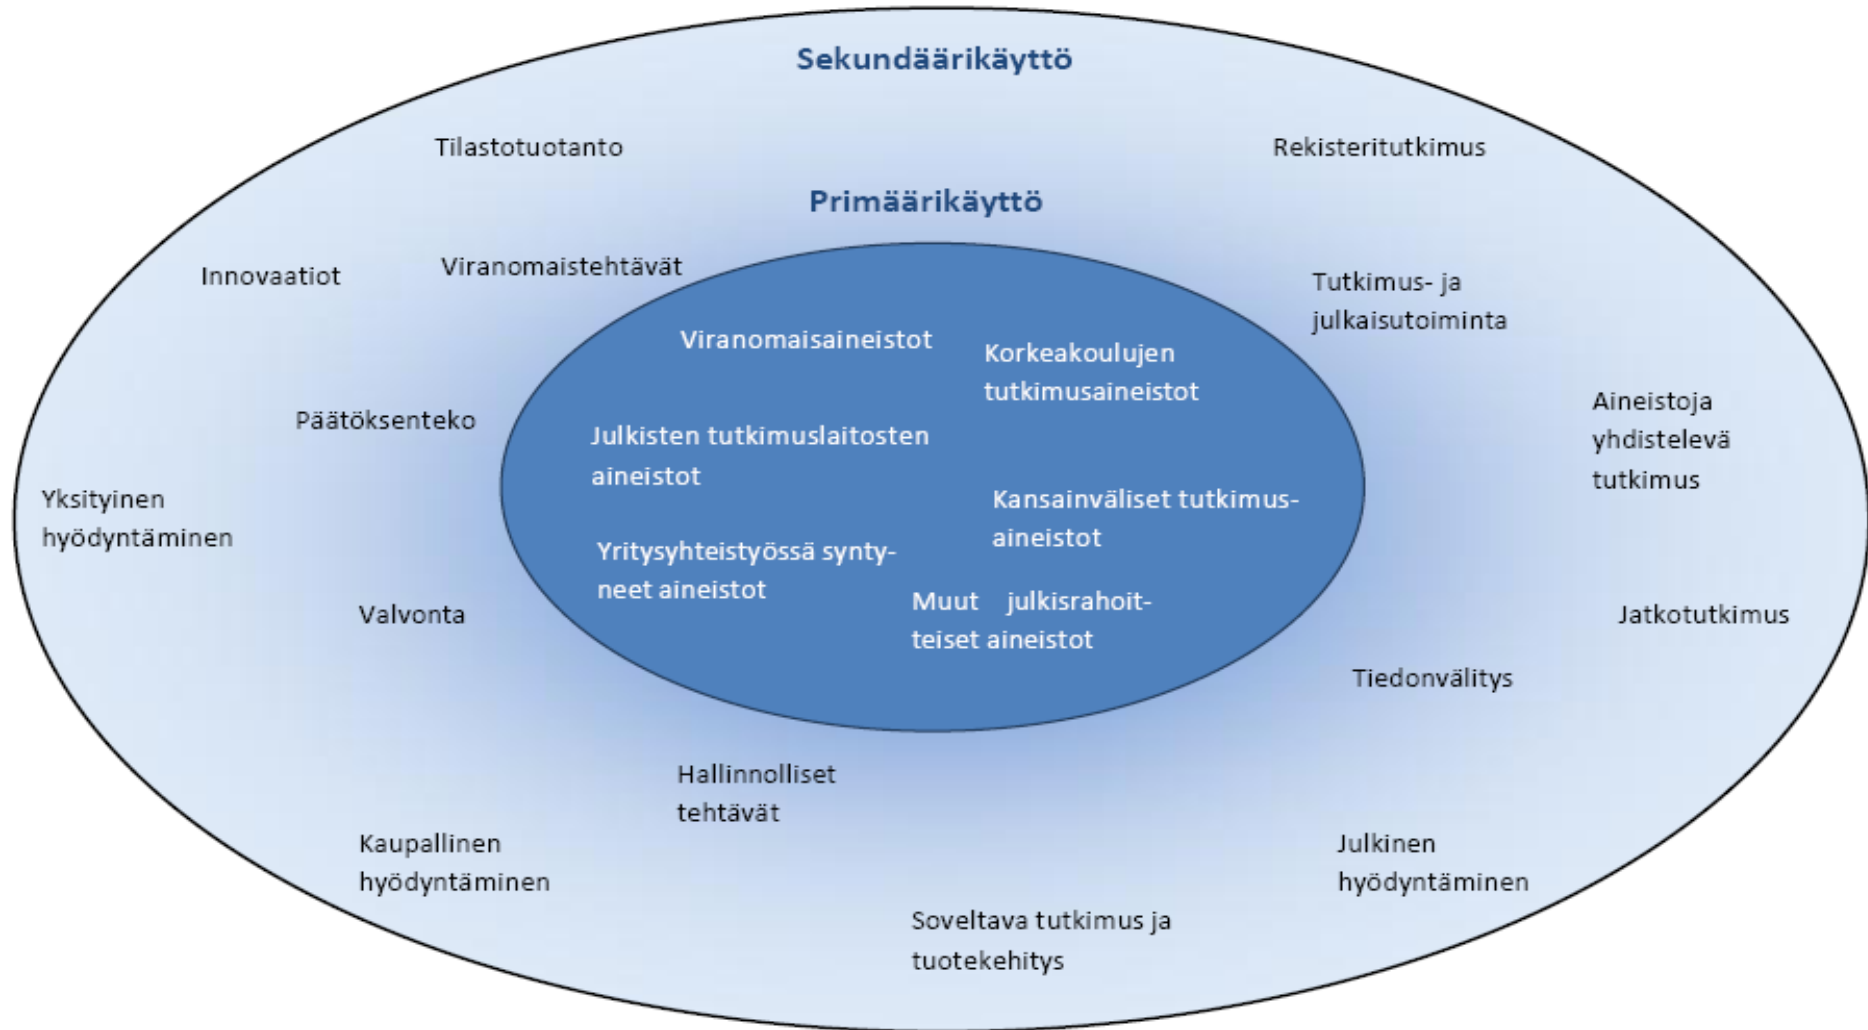 Sekundäärikäyttö
Tilastotuotanto
Rekisteritutkimus
Primäärikäyttö
Innovaatiot
Viranomaistehtävät
Tutkimus- ja
julkaisutoiminta
Viranomaisaineistot
Korkeakoulujen
tutkimusaineistot
Päätöksenteko
Julkisten tutkimuslaitosten
aineistot
Aineistoja
yhdistelevä
tutkimus
Yksityinen
hyödyntäminen
Kansainväliset tutkimus-
aineistot
Yritysyhteistyössä synty-
neet aineistot
Valvonta
Muut julkisrahoit-
teiset aineistot
Jatkotutkimus
Tiedonvälitys
Hallinnolliset
tehtävät
Kaupallinen
hyödyntäminen
Julkinen
hyödyntäminen
Soveltava tutkimus ja
tuotekehitys